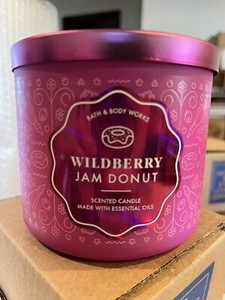 BATH & BODY WORKS
WILDBERRY
JAM DONUT
SCENTED CANDLE
MADE WITH ESSENTIAL OILS